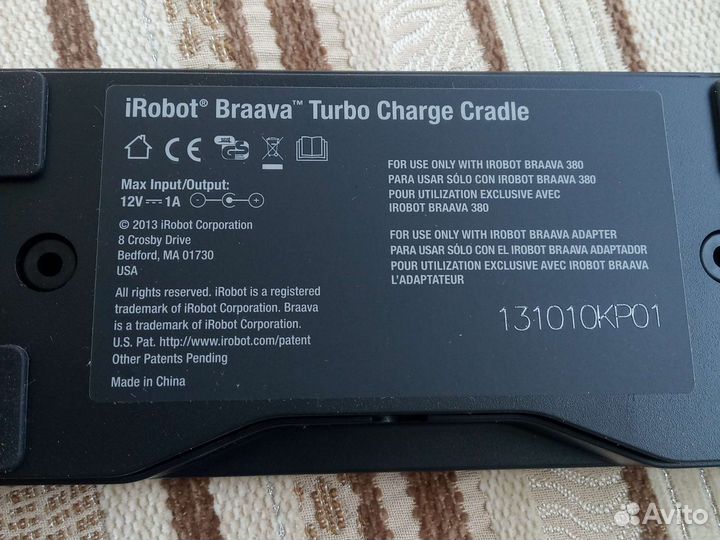 iRobot® Braava™ Turbo Charge Cradle
Max Input/Output:
12V ⎓ 1A
© 2013 iRobot Corporation
8 Crosby Drive
Bedford, MA 01730
USA
All rights reserved. iRobot is a registered
trademark of iRobot Corporation. Braava
is a trademark of iRobot Corporation.
U.S. Pat. http://www.irobot.com/patent
Other Patents Pending
Made in China
FOR USE ONLY WITH IROBOT BRAAVA 380
PARA USAR SÓLO CON IROBOT BRAAVA 380
POUR UTILIZATION EXCLUSIVE AVEC
IROBOT BRAAVA 380
FOR USE ONLY WITH IROBOT BRAAVA ADAPTER
PARA USAR SÓLO CON EL IROBOT BRAAVA ADAPTADOR
POUR UTILIZATION EXCLUSIVE AVEC IROBOT BRAAVA
L'ADAPTATEUR
131010KP01
Avito